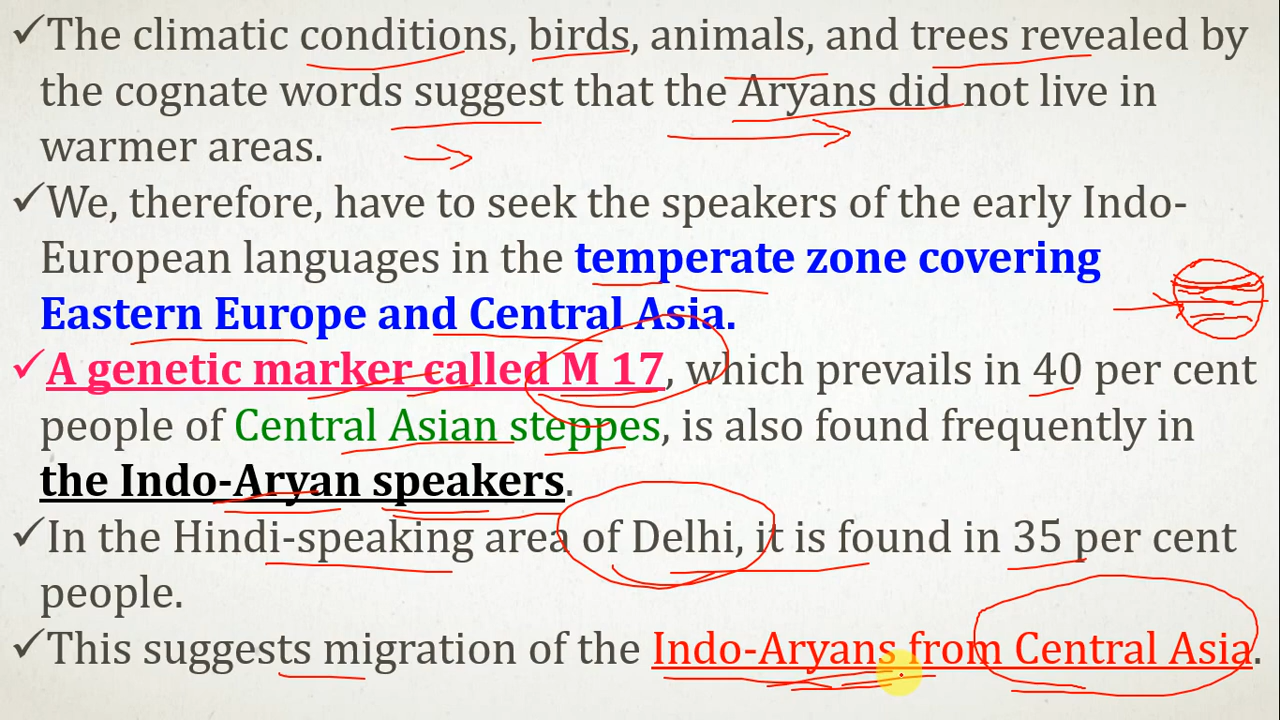 ✓The climatic conditions, birds, animals, and trees revealed by
the cognate words suggest that the Aryans did not live in
warmer areas.
✓We, therefore, have to seek the speakers of the early Indo-
European languages in the temperate zone covering
Eastern Europe and Central Asia.
✓A genetic marker called M 17, which prevails in 40 per cent
people of Central Asian steppes, is also found frequently in
the Indo-Aryan speakers.
✓In the Hindi-speaking area of Delhi, it is found in 35 per cent
people.
✓This suggests migration of the Indo-Aryans from Central Asia.